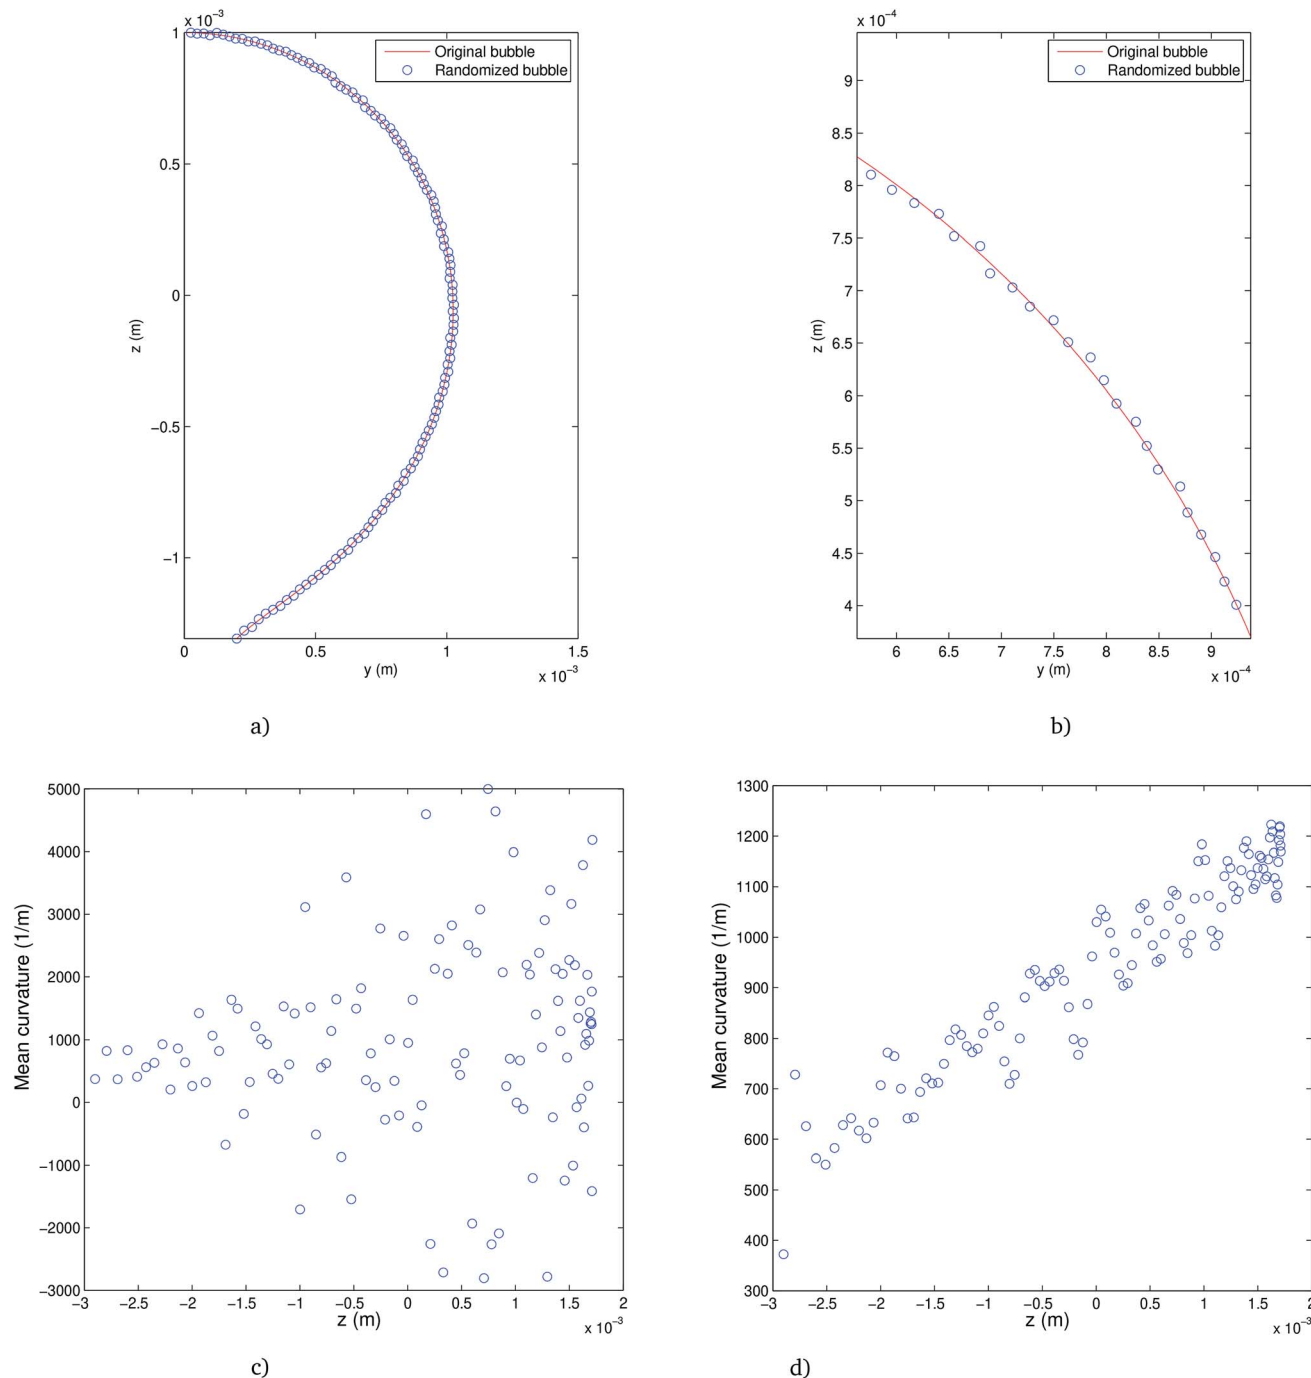 x 10⁻³
1
0.5
0
−0.5
−1
z (m)
Original bubble
Randomized bubble
0 0.5 1 1.5
y (m)
x 10⁻³
a)
x 10⁻⁴
9
8.5
8
7.5
7
6.5
6
5.5
5
4.5
4
z (m)
Original bubble
Randomized bubble
6 6.5 7 7.5 8 8.5 9
y (m)
x 10⁻⁴
b)
5000
4000
3000
2000
1000
0
−1000
−2000
−3000
Mean curvature (1/m)
−3 −2.5 −2 −1.5 −1 −0.5 0 0.5 1 1.5 2
z (m)
x 10⁻³
c)
1300
1200
1100
1000
900
800
700
600
500
400
300
Mean curvature (1/m)
−3 −2.5 −2 −1.5 −1 −0.5 0 0.5 1 1.5 2
z (m)
x 10⁻³
d)